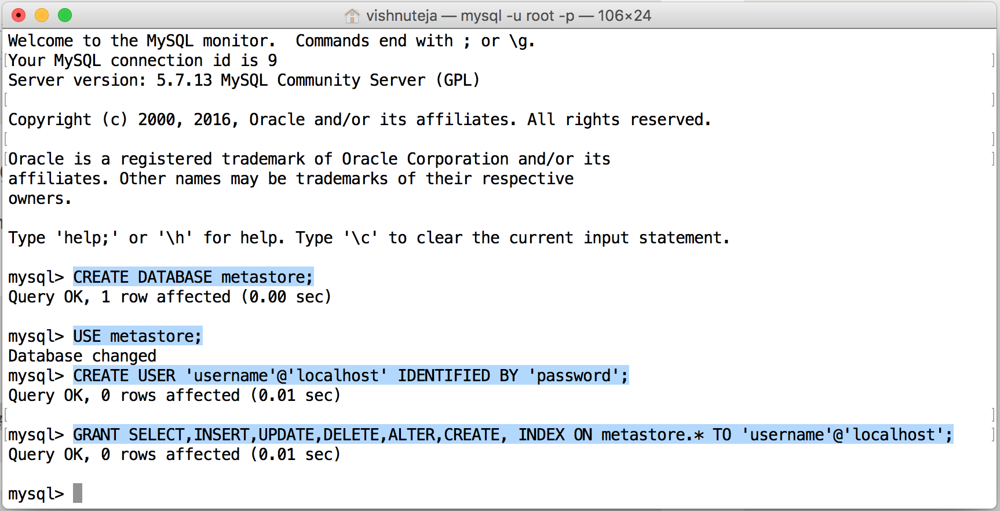 vishnuteja — mysql -u root -p — 106×24
Welcome to the MySQL monitor.  Commands end with ; or \g.
[Your MySQL connection id is 9 ]
Server version: 5.7.13 MySQL Community Server (GPL)
[ ]
Copyright (c) 2000, 2016, Oracle and/or its affiliates. All rights reserved.
[ ]
[Oracle is a registered trademark of Oracle Corporation and/or its ]
affiliates. Other names may be trademarks of their respective
owners.
Type 'help;' or '\h' for help. Type '\c' to clear the current input statement.
mysql> CREATE DATABASE metastore;
Query OK, 1 row affected (0.00 sec)
mysql> USE metastore;
Database changed
mysql> CREATE USER 'username'@'localhost' IDENTIFIED BY 'password';
Query OK, 0 rows affected (0.01 sec)
[ ]
[mysql> GRANT SELECT,INSERT,UPDATE,DELETE,ALTER,CREATE, INDEX ON metastore.* TO 'username'@'localhost'; ]
Query OK, 0 rows affected (0.01 sec)
mysql>